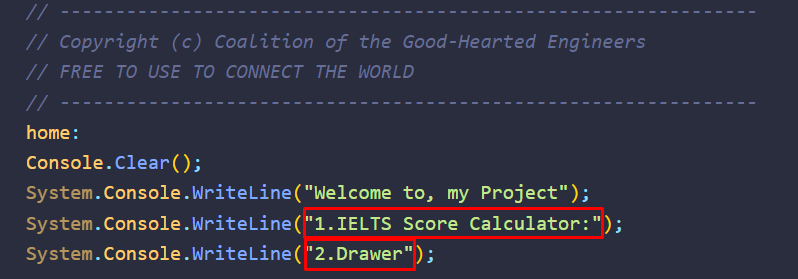 // ---------------------------------------------------------------
// Copyright (c) Coalition of the Good-Hearted Engineers
// FREE TO USE TO CONNECT THE WORLD
// ---------------------------------------------------------------
home:
Console.Clear();
System.Console.WriteLine("Welcome to, my Project");
System.Console.WriteLine("1.IELTS Score Calculator:");
System.Console.WriteLine("2.Drawer");